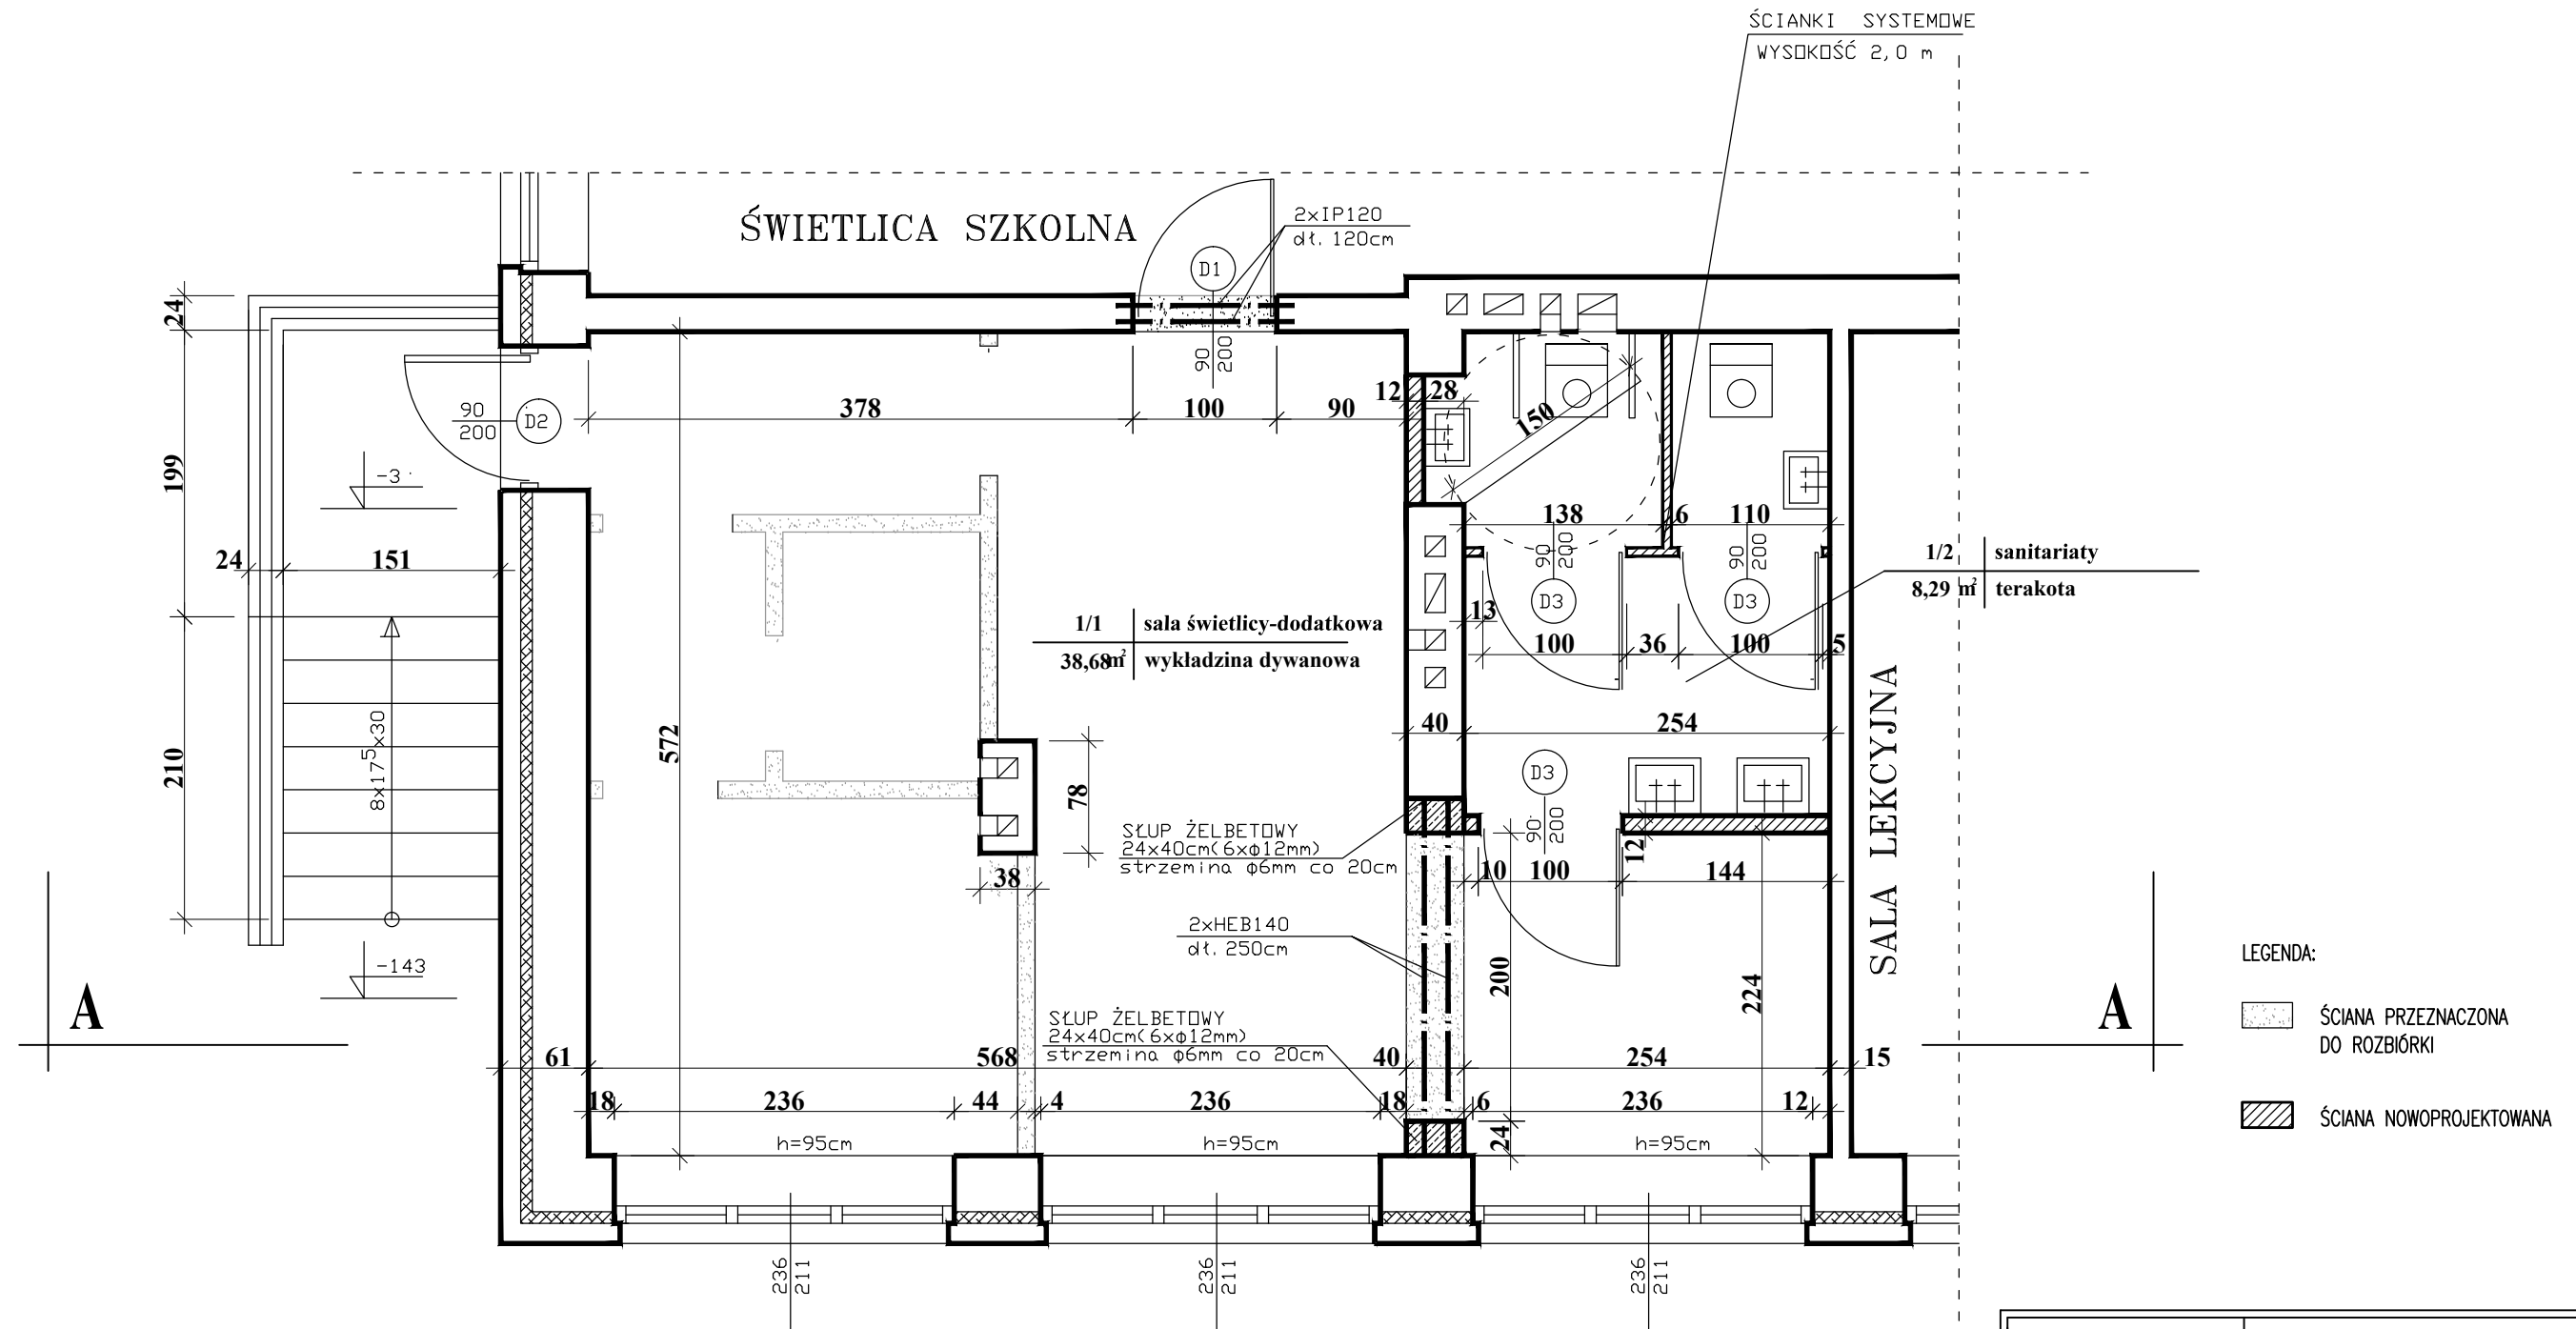 ŚCIANKI SYSTEMOWE
WYSOKOŚĆ 2,0 m
ŚWIETLICA SZKOLNA
2xIP120
dł. 120cm
D1
90
200
24
199
210
24
151
90
200
D2
-3
8x17⁵x30
-143
378
100
90
12
28
150
138
6
110
90
200
90
200
D3
D3
13
100
36
100
5
1/2
sanitariaty
8,29 m²
terakota
1/1
sala świetlicy-dodatkowa
38,68m²
wykładzina dywanowa
572
40
254
D3
90
200
78
38
SŁUP ŻELBETOWY
24x40cm(6xϕ12mm)
strzemina ϕ6mm co 20cm
12
10
100
144
2xHEB140
dł. 250cm
200
224
SALA LEKCYJNA
SŁUP ŻELBETOWY
24x40cm(6xϕ12mm)
strzemina ϕ6mm co 20cm
A
A
61
568
40
254
15
18
236
44
4
236
18
6
236
12
24
h=95cm
h=95cm
h=95cm
236
211
236
211
236
211
LEGENDA:
ŚCIANA PRZEZNACZONA
DO ROZBIÓRKI
ŚCIANA NOWOPROJEKTOWANA